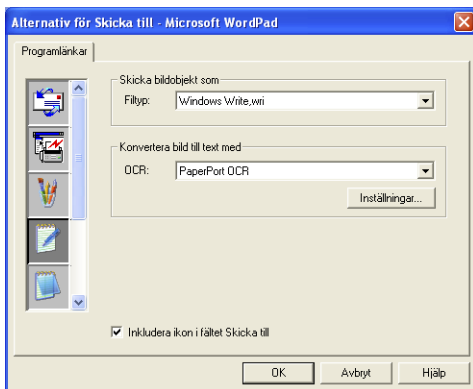 Alternativ för Skicka till - Microsoft WordPad
Programlänkar
Skicka bildobjekt som
Filtyp: Windows Write,wri
Konvertera bild till text med
OCR: PaperPort OCR
Inställningar...
Inkludera ikon i fältet Skicka till
OK Avbryt Hjälp